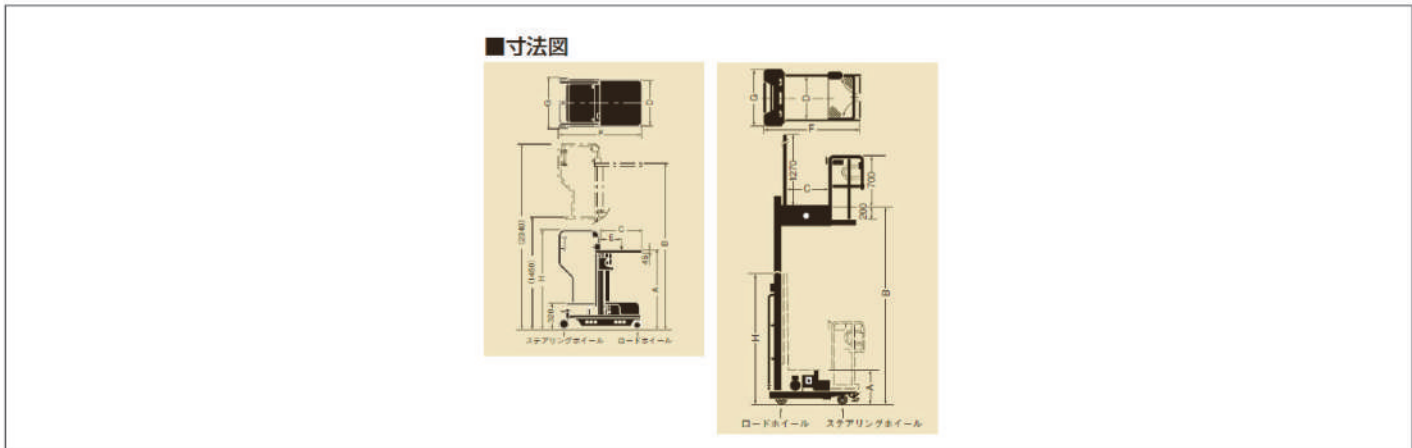 ■寸法図
G
D
F
(2340)
(1450)
H
320
C
E
45
A
B
ステアリングホイール
ロードホイール
G
D
F
1270
C
700
200
B
H
A
ロードホイール
ステアリングホイール